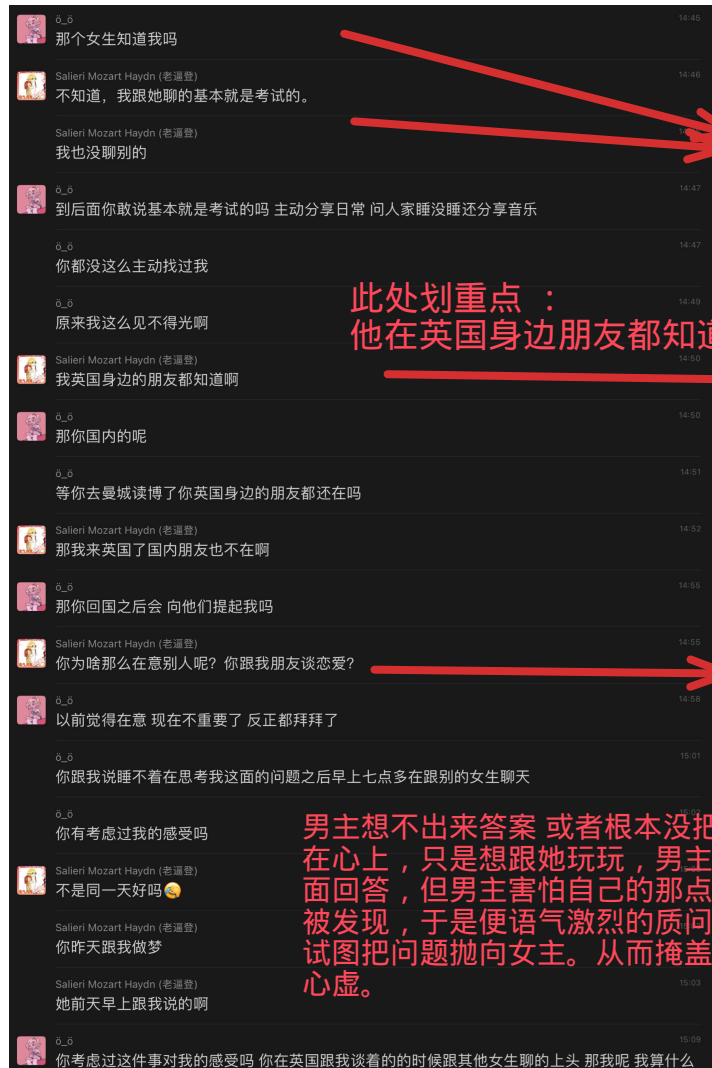 ö_ö 14:45
那个女生知道我吗
Salieri Mozart Haydn (老逼登) 14:46
不知道，我跟她聊的基本就是考试的。
Salieri Mozart Haydn (老逼登)
我也没聊别的
ö_ö 14:47
到后面你敢说基本就是考试的吗 主动分享日常 问人家睡没睡还分享音乐
ö_ö 14:47
你都没这么主动找过我
ö_ö 14:49
原来我这么见不得光啊
此处划重点 ：
他在英国身边朋友都知道
Salieri Mozart Haydn (老逼登) 14:50
我英国身边的朋友都知道啊
ö_ö 14:50
那你国内的呢
ö_ö 14:51
等你去曼城读博了你英国身边的朋友都还在吗
Salieri Mozart Haydn (老逼登) 14:52
那我来英国了国内朋友也不在啊
ö_ö 14:55
那你回国之后会 向他们提起我吗
Salieri Mozart Haydn (老逼登) 14:55
你为啥那么在意别人呢？你跟我朋友谈恋爱？
ö_ö 14:58
以前觉得在意 现在不重要了 反正都拜拜了
ö_ö 15:01
你跟我说睡不着在思考我这面的问题之后早上七点多在跟别的女生聊天
ö_ö 15:02
你有考虑过我的感受吗
男主想不出来答案 或者根本没把
在心上，只是想跟她玩玩，男主
面回答，但男主害怕自己的那点
被发现，于是便语气激烈的质问
试图把问题抛向女主。从而掩盖
心虚。
Salieri Mozart Haydn (老逼登)
不是同一天好吗🤣
Salieri Mozart Haydn (老逼登)
你昨天跟我做梦
Salieri Mozart Haydn (老逼登) 15:03
她前天早上跟我说的啊
ö_ö 15:09
你考虑过这件事对我的感受吗 你在英国跟我谈着的的时候跟其他女生聊的上头 那我呢 我算什么